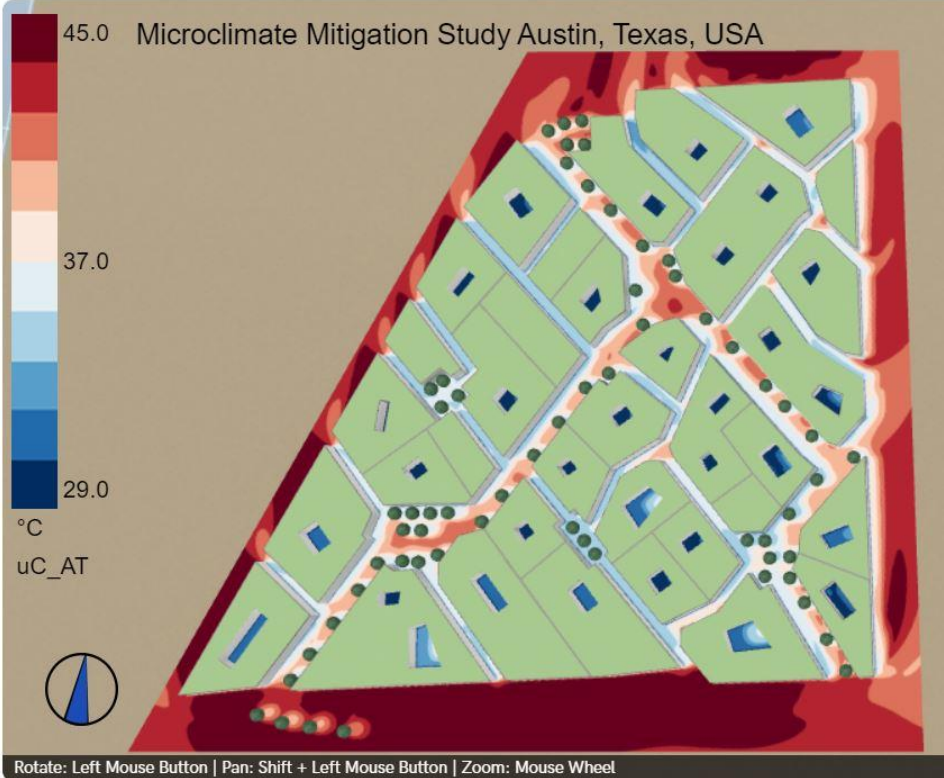 45.0
Microclimate Mitigation Study Austin, Texas, USA
37.0
29.0
°C
uC_AT
Rotate: Left Mouse Button | Pan: Shift + Left Mouse Button | Zoom: Mouse Wheel